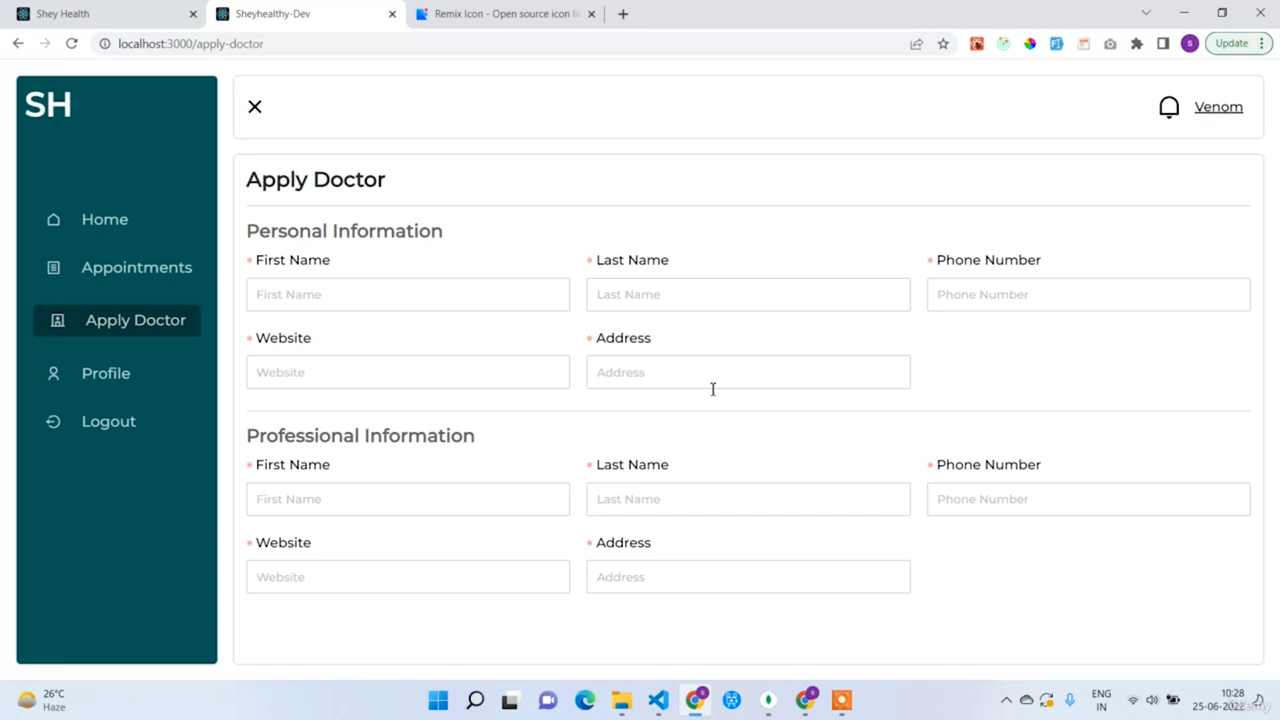 Shey Health
Sheyhealthy-Dev
Remix Icon - Open source icon li
localhost:3000/apply-doctor
S
Update
SH
Venom
Home
Appointments
Apply Doctor
Profile
Logout
Apply Doctor
Personal Information
* First Name
* Last Name
* Phone Number
First Name
Last Name
Phone Number
* Website
* Address
Website
Address
Professional Information
* First Name
* Last Name
* Phone Number
First Name
Last Name
Phone Number
* Website
* Address
Website
Address
26°C
Haze
ENG
IN
10:28
25-06-2022